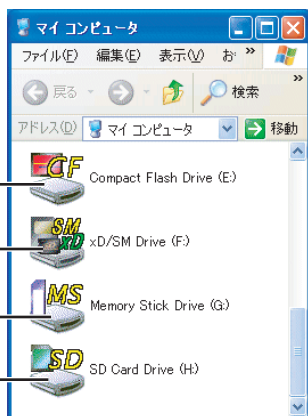 マイ コンピュータ
ファイル(F) 編集(E) 表示(V) お »
戻る 検索 »
アドレス(D) マイ コンピュータ 移動
CF Compact Flash Drive (E:)
SM xD xD/SM Drive (F:)
MS Memory Stick Drive (G:)
SD SD Card Drive (H:)